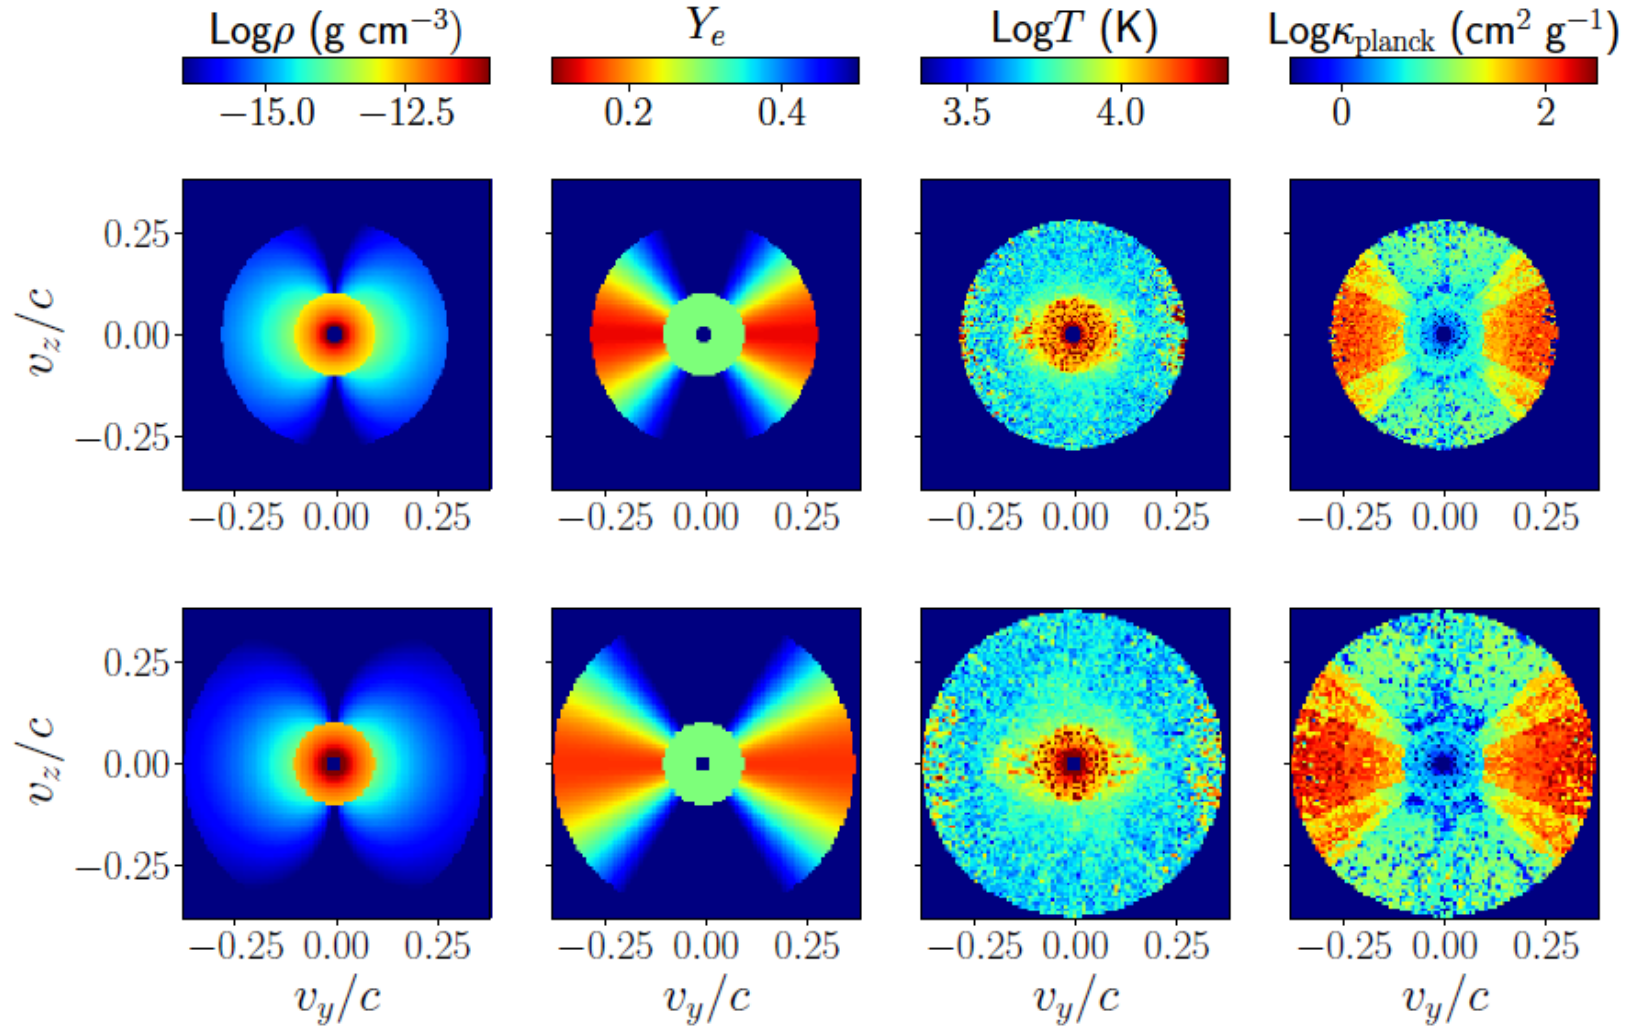 Logρ (g cm⁻³) Yₑ LogT (K) Logκ_planck (cm² g⁻¹)
−15.0 −12.5 0.2 0.4 3.5 4.0 0 2
0.25
v_z/c 0.00
−0.25
−0.25 0.00 0.25 −0.25 0.00 0.25 −0.25 0.00 0.25 −0.25 0.00 0.25
0.25
v_z/c 0.00
−0.25
−0.25 0.00 0.25 −0.25 0.00 0.25 −0.25 0.00 0.25 −0.25 0.00 0.25
v_y/c v_y/c v_y/c v_y/c